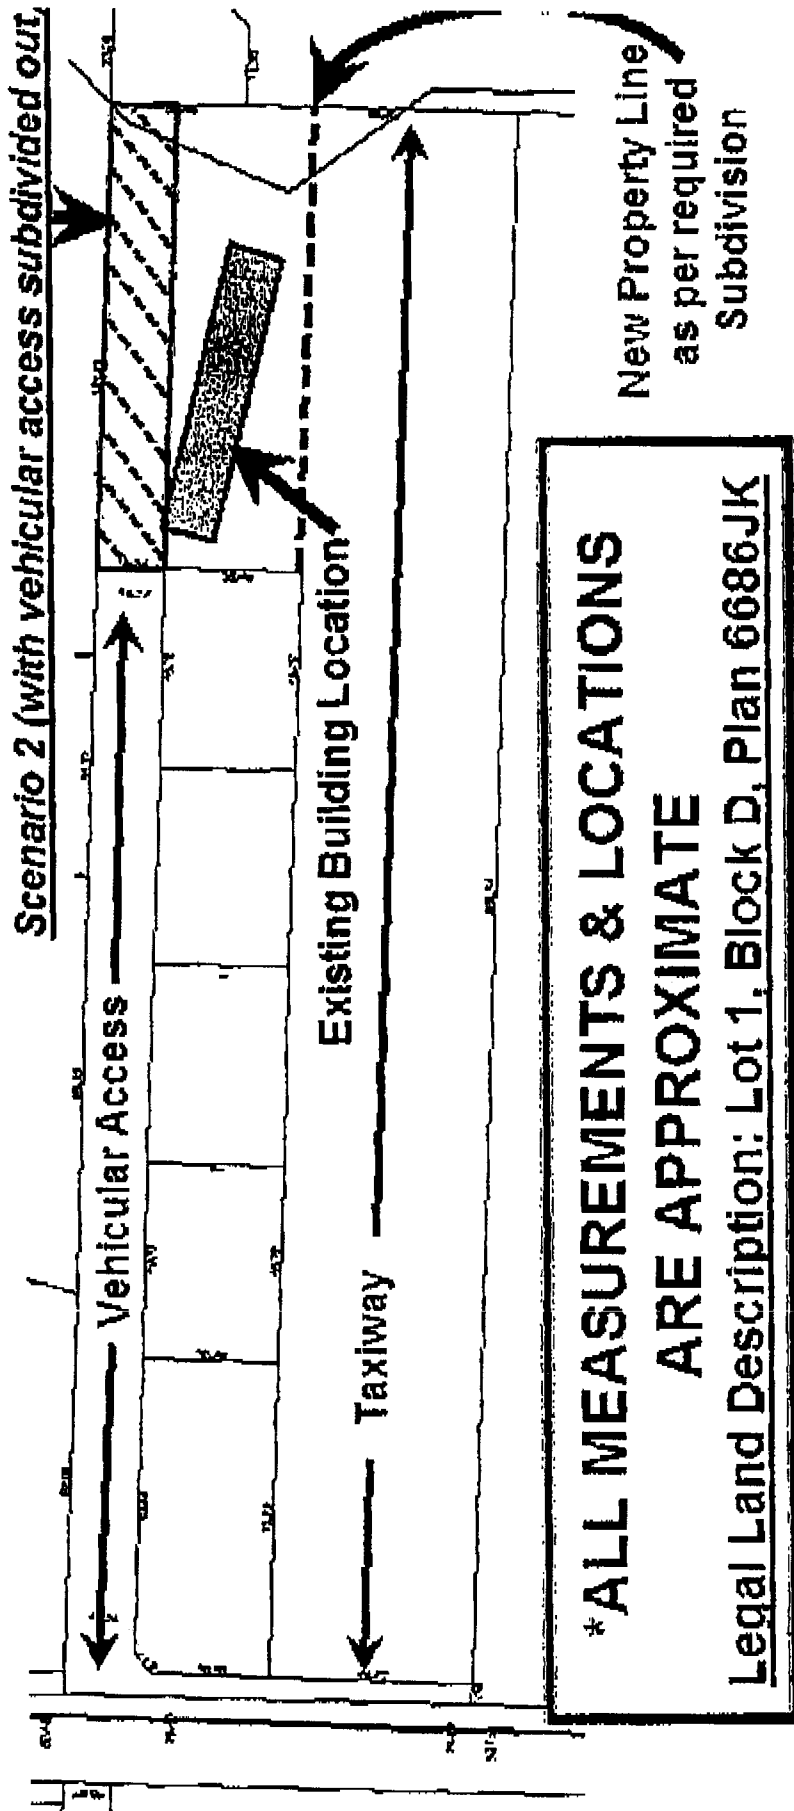 Scenario 2 (with vehicular access subdivided out
Vehicular Access
Existing Building Location
Taxiway
New Property Line
as per required
Subdivision
*ALL MEASUREMENTS & LOCATIONS
ARE APPROXIMATE
Legal Land Description: Lot 1, Block D, Plan 6686JK